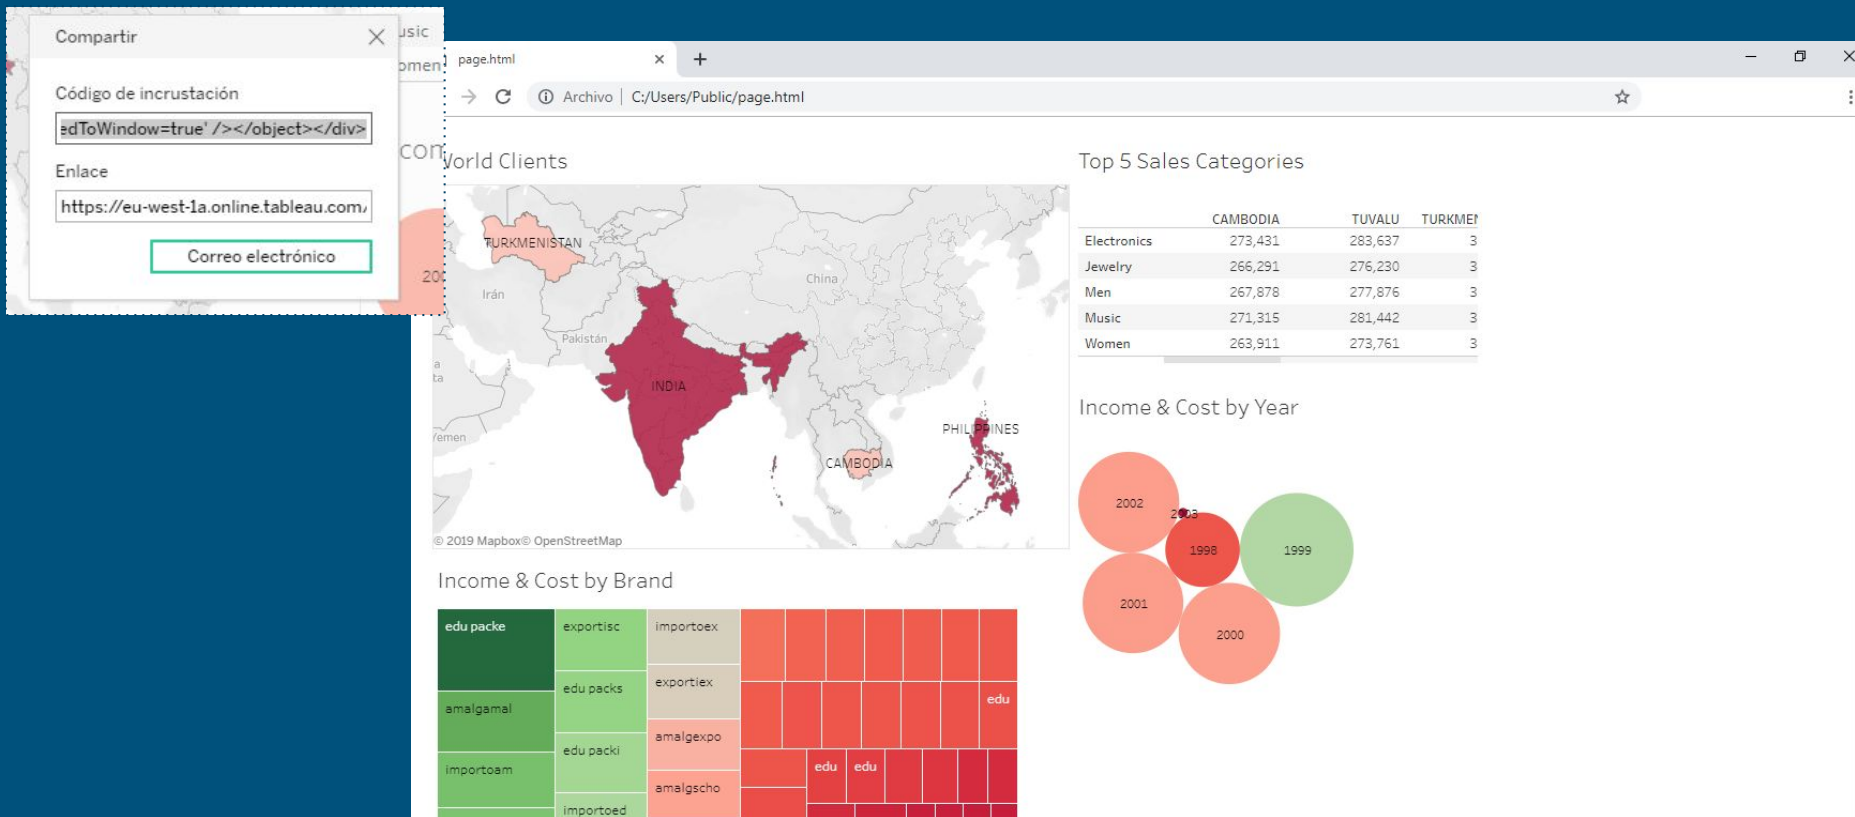 Compartir
Código de incrustación
edToWindow=true' /></object></div>
Enlace
https://eu-west-1a.online.tableau.com/
Correo electrónico
page.html
Archivo | C:/Users/Public/page.html
World Clients
TURKMENISTAN
Irán
China
Pakistán
INDIA
PHILIPPINES
CAMBODIA
© 2019 Mapbox© OpenStreetMap
Top 5 Sales Categories
CAMBODIA TUVALU TURKMEN
Electronics 273,431 283,637 3
Jewelry 266,291 276,230 3
Men 267,878 277,876 3
Music 271,315 281,442 3
Women 263,911 273,761 3
Income & Cost by Year
2002
2003
1998
1999
2001
2000
Income & Cost by Brand
edu packe
exportisc
importoex
edu packs
exportiex
edu
amalgamal
amalgexpo
edu packi
importoam
edu
edu
amalgscho
importoed